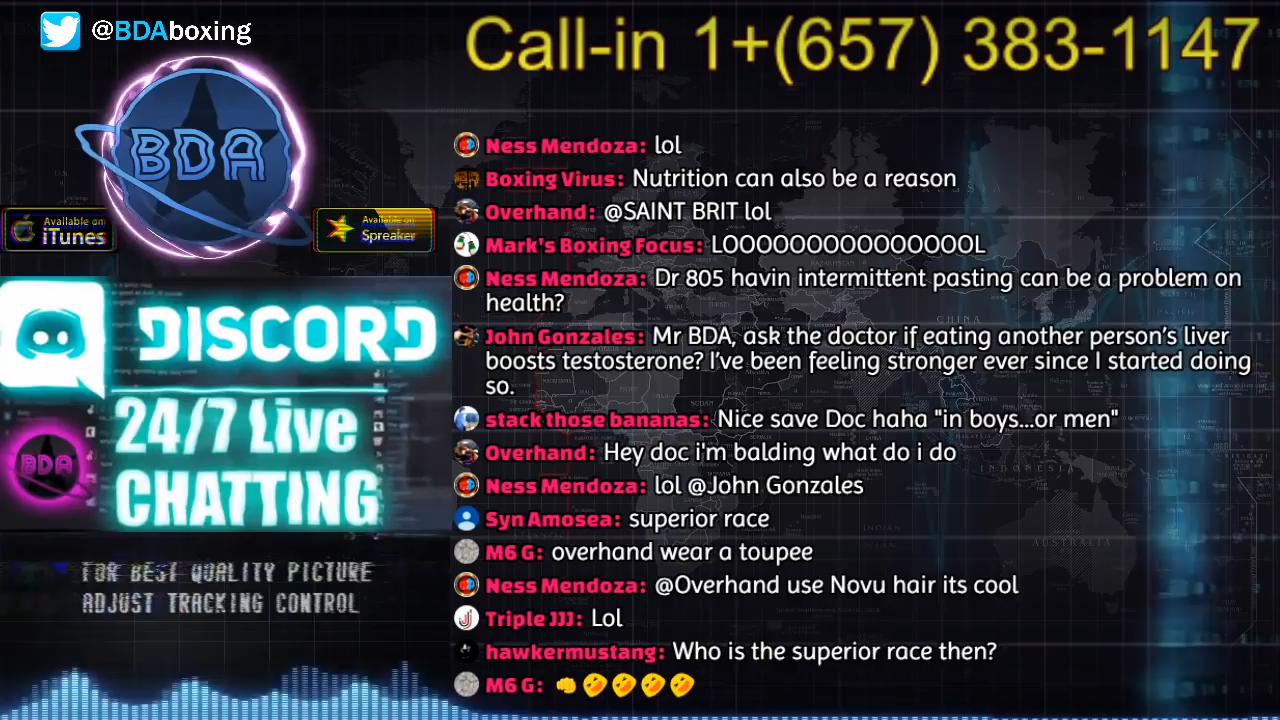 @BDAboxing
Call-in 1+(657) 383-1147
BDA
Available on
iTunes
Available on
Spreaker
DISCORD
24/7 Live
CHATTING
BDA
FOR BEST QUALITY PICTURE
ADJUST TRACKING CONTROL
Ness Mendoza: lol
Boxing Virus: Nutrition can also be a reason
Overhand: @SAINT BRIT lol
Mark's Boxing Focus: LOOOOOOOOOOOOOOOOL
Ness Mendoza: Dr 805 havin intermittent pasting can be a problem on
health?
John Gonzales: Mr BDA, ask the doctor if eating another person’s liver
boosts testosterone? I’ve been feeling stronger ever since I started doing
so.
stack those bananas: Nice save Doc haha "in boys...or men"
Overhand: Hey doc i'm balding what do i do
Ness Mendoza: lol @John Gonzales
Syn Amosea: superior race
M6 G: overhand wear a toupee
Ness Mendoza: @Overhand use Novu hair its cool
Triple JJJ: Lol
hawkermustang: Who is the superior race then?
M6 G: 👊🤣🤣🤣🤣
CHINA
INDONESIA
AUSTRALIA